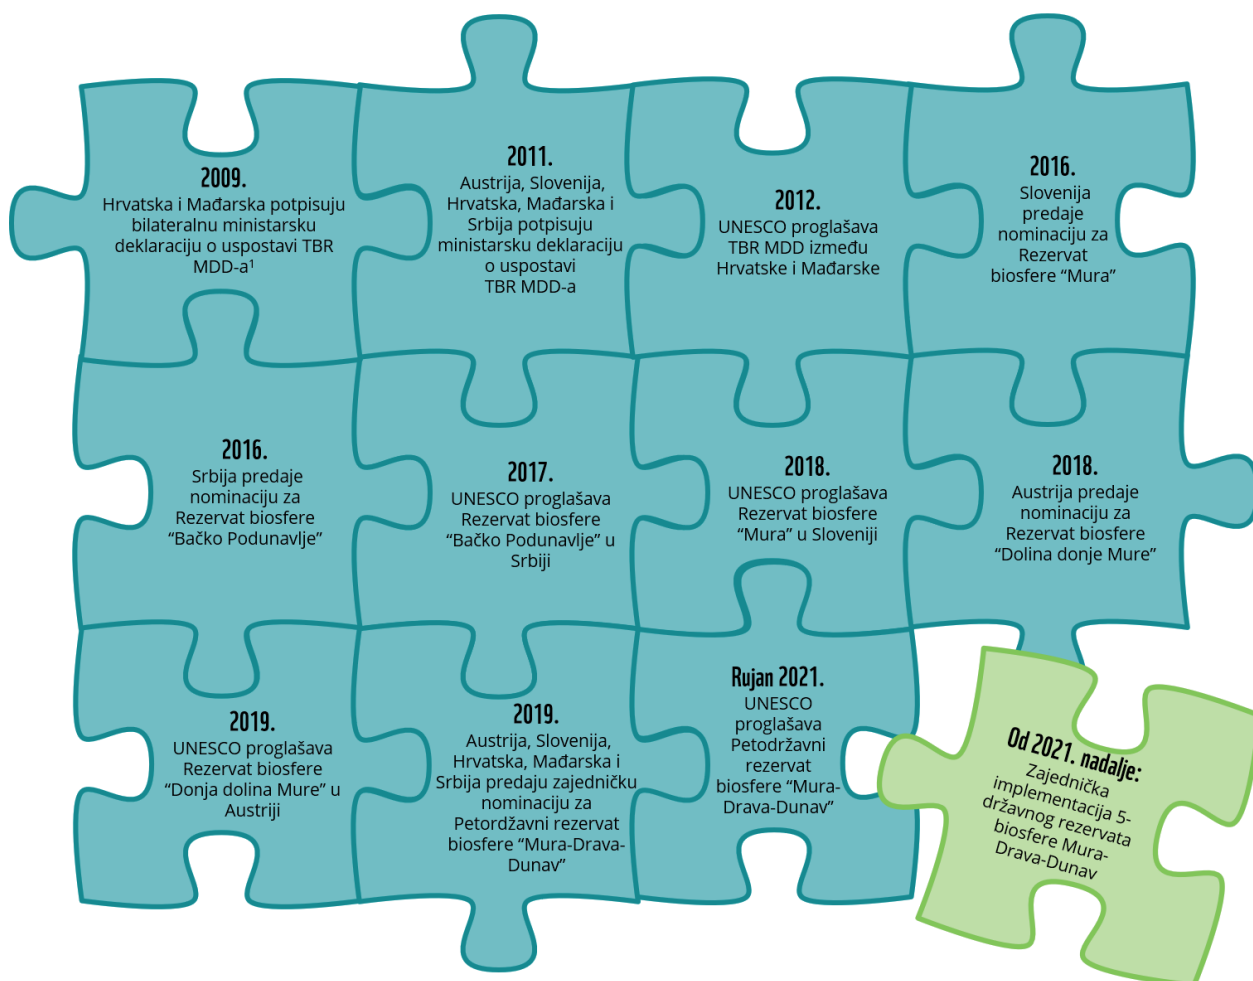 2009.
Hrvatska i Mađarska potpisuju
bilateralnu ministarsku
deklaraciju o uspostavi TBR
MDD-a¹
2011.
Austrija, Slovenija,
Hrvatska, Mađarska i
Srbija potpisuju
ministarsku deklaraciju
o uspostavi
TBR MDD-a
2012.
UNESCO proglašava
TBR MDD između
Hrvatske i Mađarske
2016.
Slovenija
predaje
nominaciju za
Rezervat
biosfere “Mura”
2016.
Srbija predaje
nominaciju za
Rezervat biosfere
“Bačko Podunavlje”
2017.
UNESCO proglašava
Rezervat biosfere
“Bačko Podunavlje” u
Srbiji
2018.
UNESCO proglašava
Rezervat biosfere
“Mura” u Sloveniji
2018.
Austrija predaje
nominaciju za
Rezervat biosfere
“Dolina donje Mure”
2019.
UNESCO proglašava
Rezervat biosfere
“Donja dolina Mure” u
Austriji
2019.
Austrija, Slovenija,
Hrvatska, Mađarska i
Srbija predaju zajedničku
nominaciju za
Petordžavni rezervat
biosfere “Mura-Drava-
Dunav”
Rujan 2021.
UNESCO
proglašava
Petodržavni
rezervat
biosfere “Mura-
Drava-Dunav”
Od 2021. nadalje:
Zajednička
implementacija 5-
državnog rezervata
biosfere Mura-
Drava-Dunav